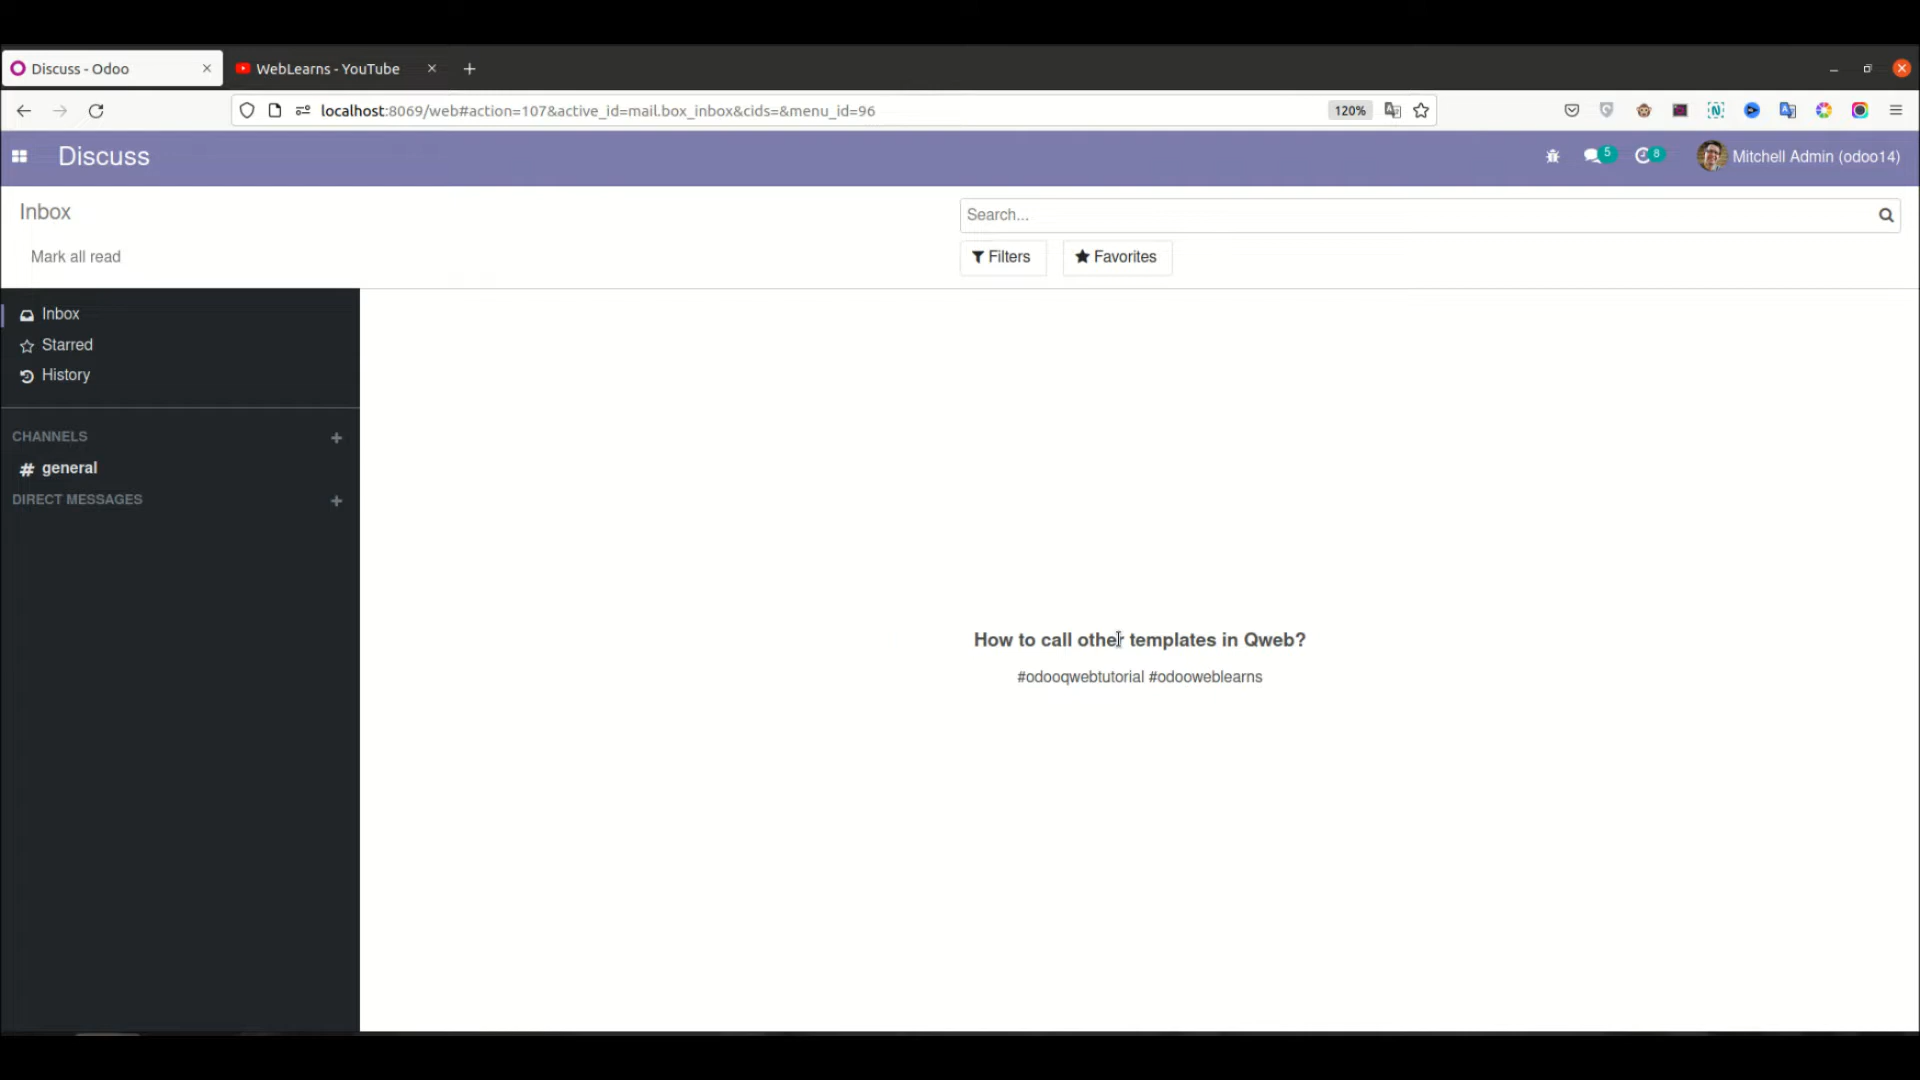 Discuss - Odoo
WebLearns - YouTube
localhost:8069/web#action=107&active_id=mail.box_inbox&cids=&menu_id=96
120%
Discuss
5
8
Mitchell Admin (odoo14)
Inbox
Search...
Mark all read
Filters
Favorites
Inbox
Starred
History
CHANNELS
# general
DIRECT MESSAGES
How to call other templates in Qweb?
#odooqwebtutorial #odooweblearns